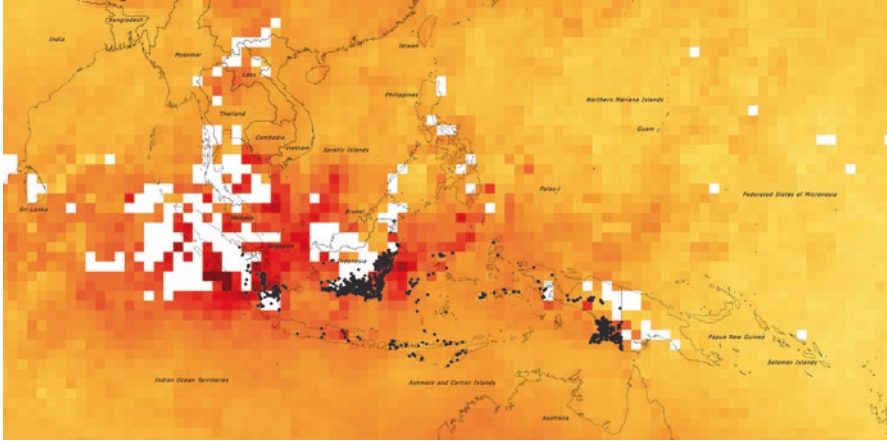 Bangladesh
India
Taiwan
Myanmar
Laos
Philippines
Northern Mariana Islands
Thailand
Guam
Cambodia
Vietnam
Spratly Islands
Palau
Federated States of Micronesia
Sri Lanka
Brunei
Malaysia
Singapore
Indonesia
Papua New Guinea
Solomon Islands
Indian Ocean Territories
Ashmore and Cartier Islands
Australia